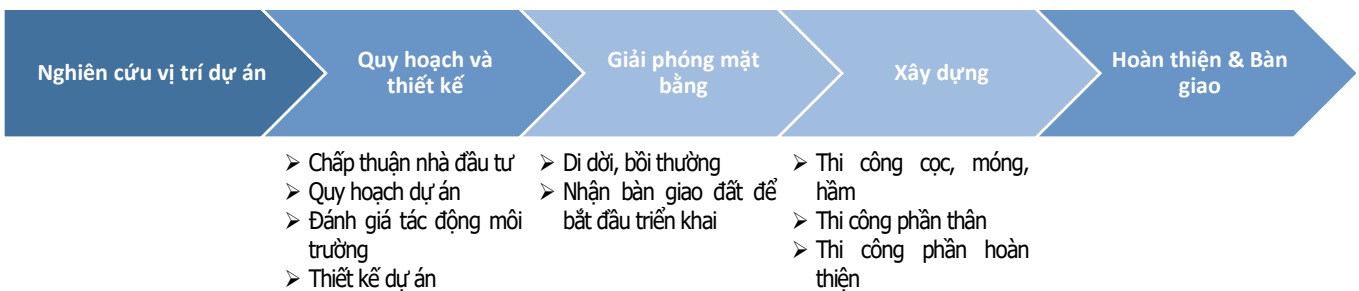 Nghiên cứu vị trí dự án
Quy hoạch và
thiết kế
Giải phóng mặt
bằng
Xây dựng
Hoàn thiện & Bàn
giao
➢ Chấp thuận nhà đầu tư
➢ Quy hoạch dự án
➢ Đánh giá tác động môi
trường
➢ Thiết kế dự án
➢ Di dời, bồi thường
➢ Nhận bàn giao đất để
bắt đầu triển khai
➢ Thi công cọc, móng,
hầm
➢ Thi công phần thân
➢ Thi công phần hoàn
thiện